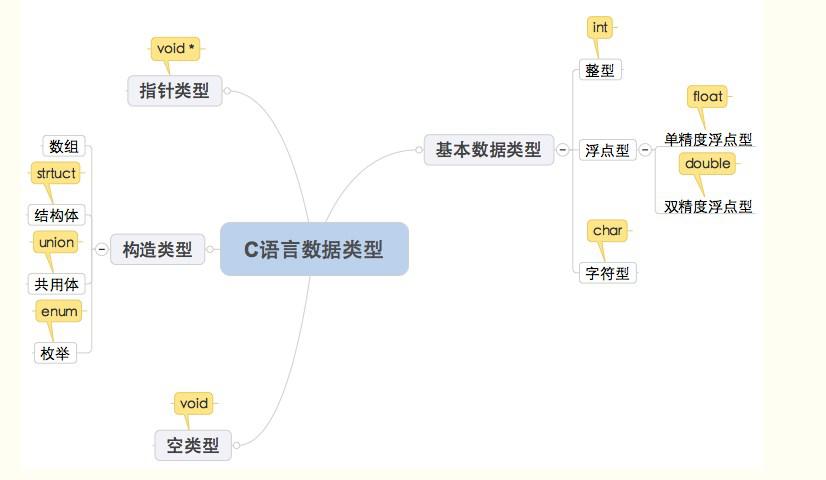 void *
指针类型
数组
strtuct
结构体
union
共用体
enum
枚举
构造类型
C语言数据类型
void
空类型
基本数据类型
int
整型
浮点型
float
单精度浮点型
double
双精度浮点型
char
字符型